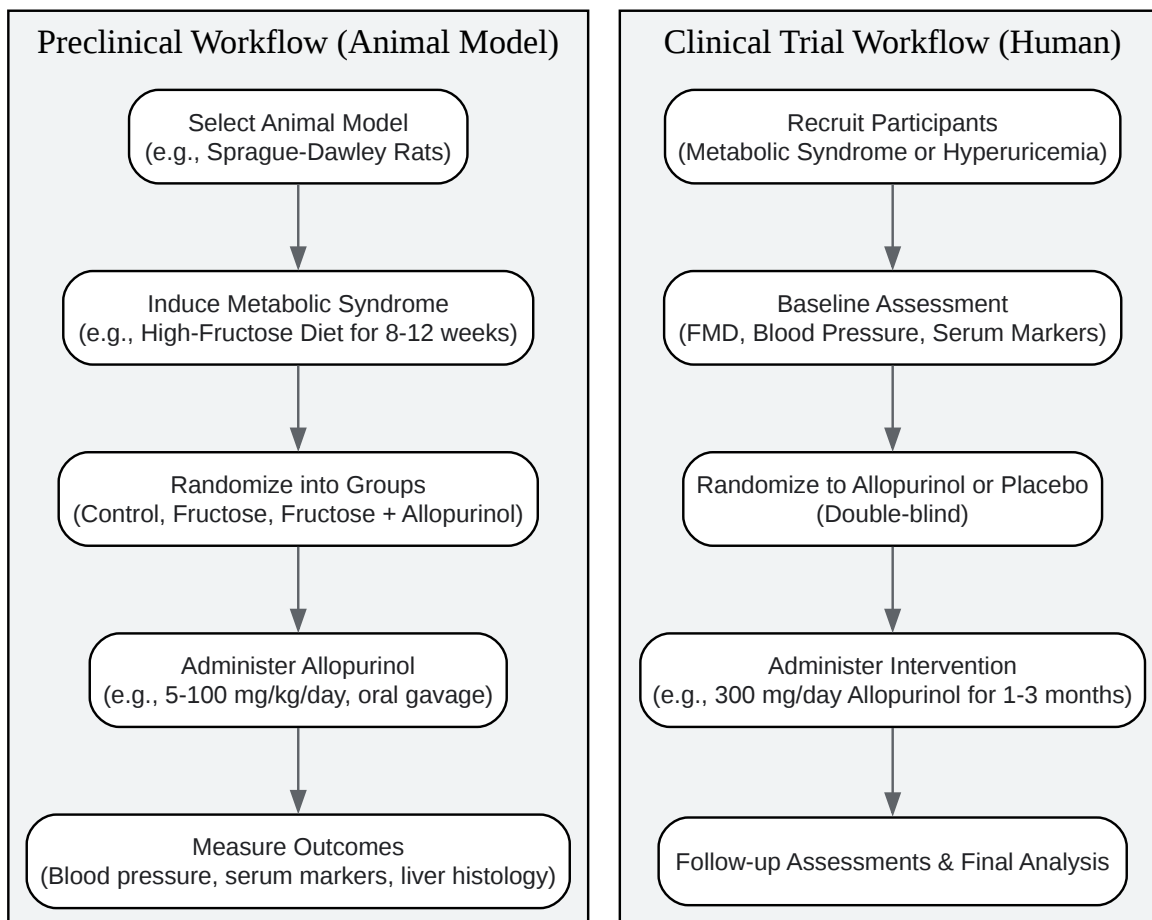 Preclinical Workflow (Animal Model)
Select Animal Model
(e.g., Sprague-Dawley Rats)
Induce Metabolic Syndrome
(e.g., High-Fructose Diet for 8-12 weeks)
Randomize into Groups
(Control, Fructose, Fructose + Allopurinol)
Administer Allopurinol
(e.g., 5-100 mg/kg/day, oral gavage)
Measure Outcomes
(Blood pressure, serum markers, liver histology)
Clinical Trial Workflow (Human)
Recruit Participants
(Metabolic Syndrome or Hyperuricemia)
Baseline Assessment
(FMD, Blood Pressure, Serum Markers)
Randomize to Allopurinol or Placebo
(Double-blind)
Administer Intervention
(e.g., 300 mg/day Allopurinol for 1-3 months)
Follow-up Assessments & Final Analysis